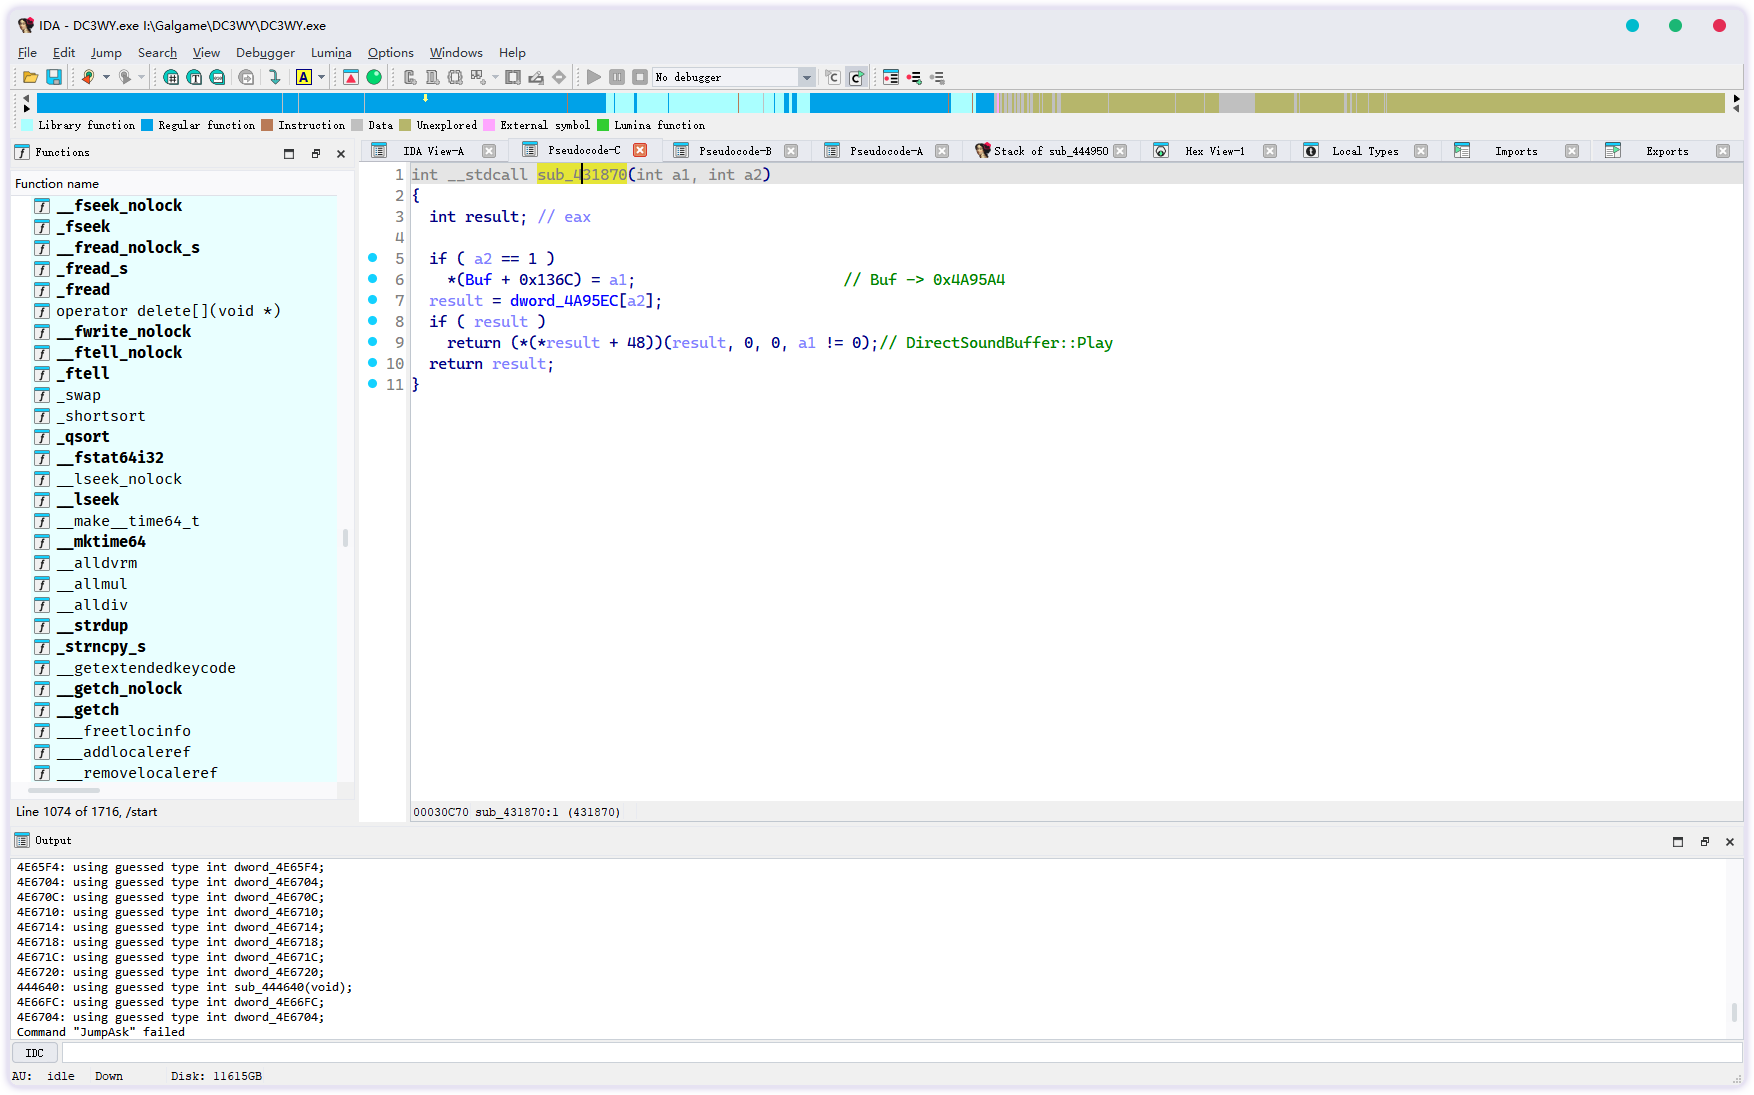 IDA - DC3WY.exe I:\Galgame\DC3WY\DC3WY.exe
File Edit Jump Search View Debugger Lumina Options Windows Help
No debugger
Library function Regular function Instruction Data Unexplored External symbol Lumina function
Functions
IDA View-A Pseudocode-C Pseudocode-B Pseudocode-A Stack of sub_444950 Hex View-1 Local Types Imports Exports
Function name
__fseek_nolock
_fseek
__fread_nolock_s
_fread_s
_fread
operator delete[](void *)
__fwrite_nolock
__ftell_nolock
_ftell
_swap
_shortsort
_qsort
__fstat64i32
__lseek_nolock
__lseek
__make__time64_t
__mktime64
__alldvrm
__allmul
__alldiv
__strdup
_strncpy_s
__getextendedkeycode
__getch_nolock
__getch
___freetlocinfo
___addlocaleref
___removelocaleref
Line 1074 of 1716, /start
1 int __stdcall sub_431870(int a1, int a2)
2 {
3 int result; // eax
4
5 if ( a2 == 1 )
6 *(Buf + 0x136C) = a1; // Buf -> 0x4A95A4
7 result = dword_4A95EC[a2];
8 if ( result )
9 return (*(*result + 48))(result, 0, 0, a1 != 0);// DirectSoundBuffer::Play
10 return result;
11 }
00030C70 sub_431870:1 (431870)
Output
4E65F4: using guessed type int dword_4E65F4;
4E6704: using guessed type int dword_4E6704;
4E670C: using guessed type int dword_4E670C;
4E6710: using guessed type int dword_4E6710;
4E6714: using guessed type int dword_4E6714;
4E6718: using guessed type int dword_4E6718;
4E671C: using guessed type int dword_4E671C;
4E6720: using guessed type int dword_4E6720;
444640: using guessed type int sub_444640(void);
4E66FC: using guessed type int dword_4E66FC;
4E6704: using guessed type int dword_4E6704;
Command "JumpAsk" failed
IDC
AU: idle Down Disk: 11615GB